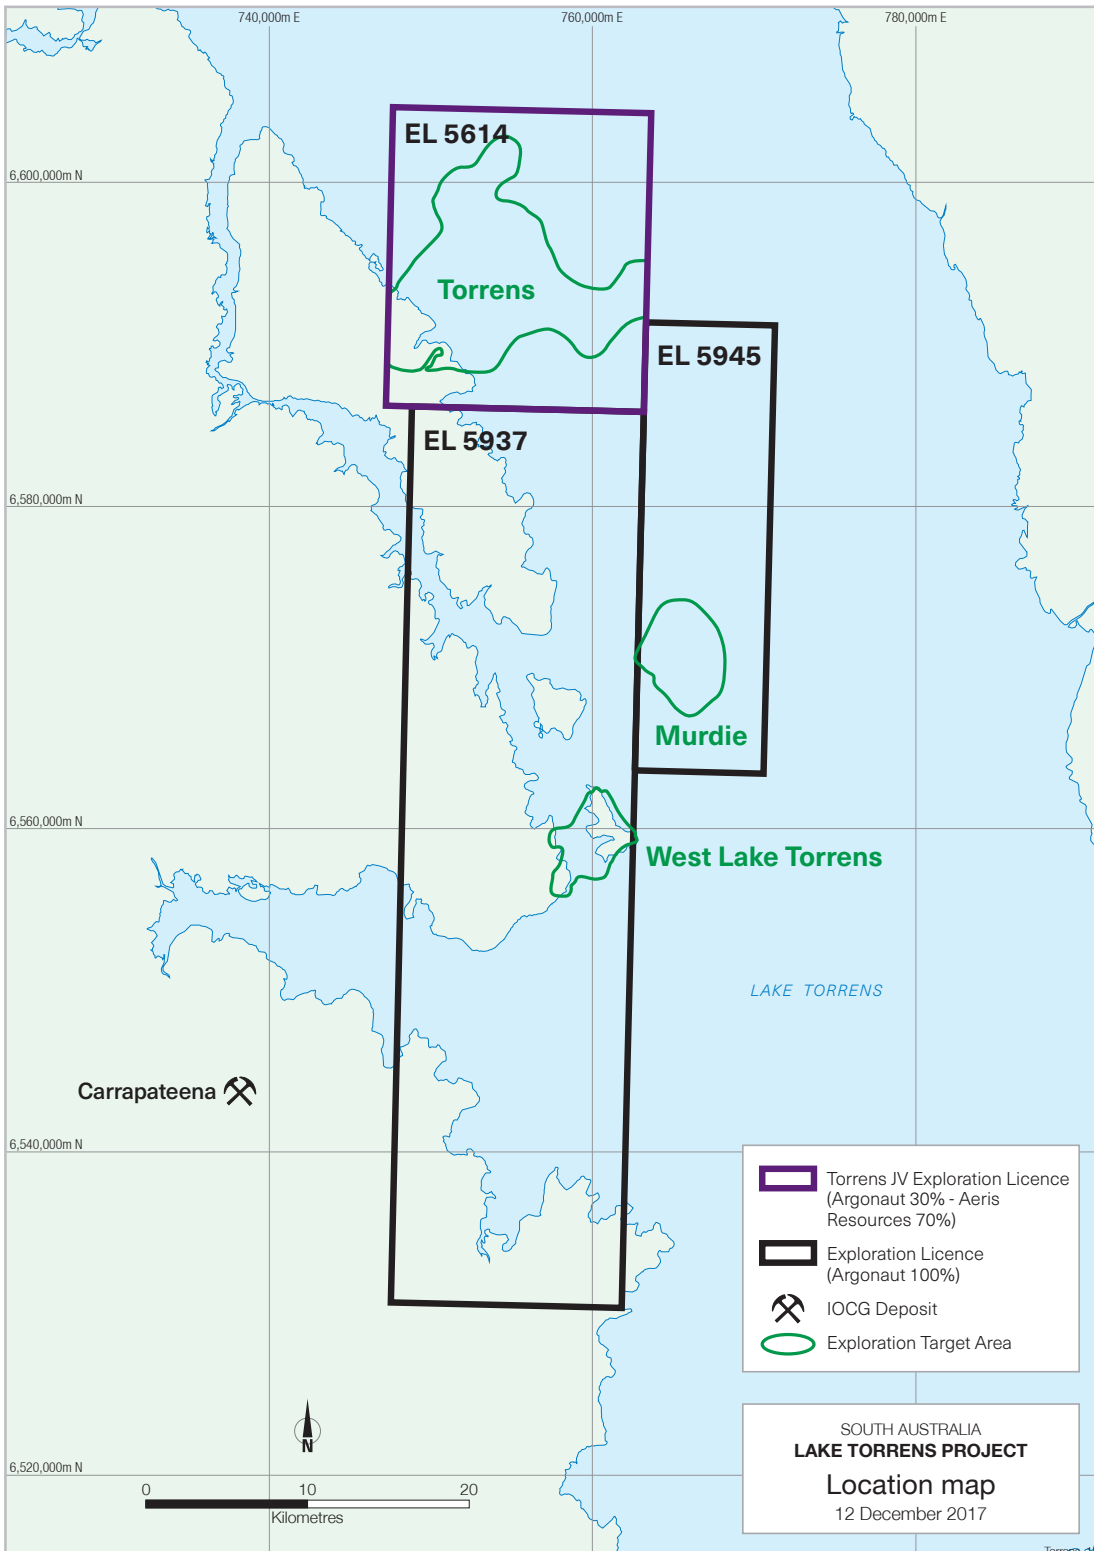 740,000m E
760,000m E
780,000m E
EL 5614
6,600,000m N
Torrens
EL 5945
EL 5937
6,580,000m N
Murdie
6,560,000m N
West Lake Torrens
LAKE TORRENS
Carrapateena
6,540,000m N
Torrens JV Exploration Licence
(Argonaut 30% - Aeris
Resources 70%)
Exploration Licence
(Argonaut 100%)
IOCG Deposit
Exploration Target Area
N
SOUTH AUSTRALIA
LAKE TORRENS PROJECT
Location map
12 December 2017
6,520,000m N
0 10 20
Kilometres